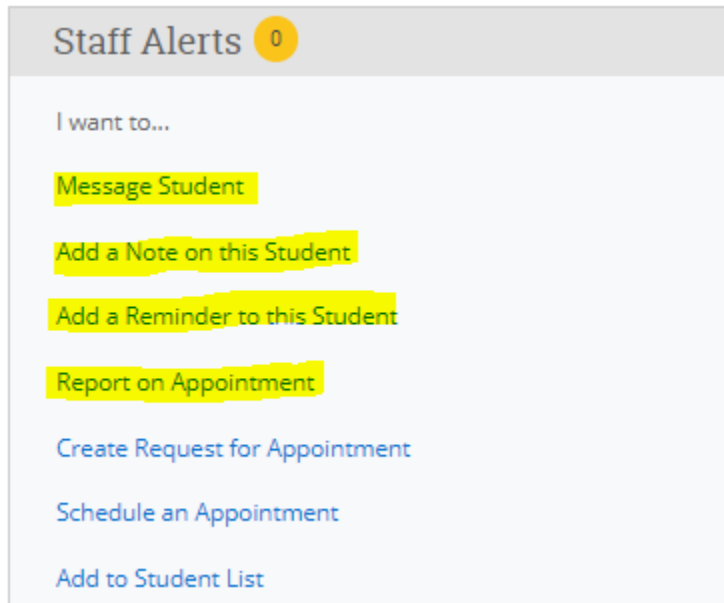 Staff Alerts 0
I want to...
Message Student
Add a Note on this Student
Add a Reminder to this Student
Report on Appointment
Create Request for Appointment
Schedule an Appointment
Add to Student List